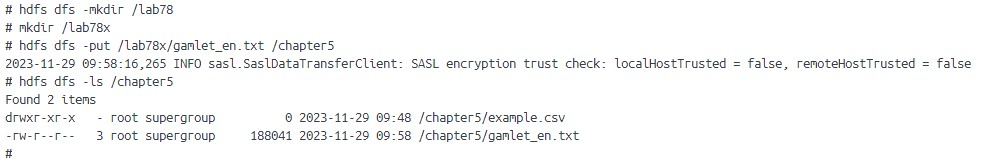 # hdfs dfs -mkdir /lab78
# mkdir /lab78x
# hdfs dfs -put /lab78x/gamlet_en.txt /chapter5
2023-11-29 09:58:16,265 INFO sasl.SaslDataTransferClient: SASL encryption trust check: localHostTrusted = false, remoteHostTrusted = false
# hdfs dfs -ls /chapter5
Found 2 items
drwxr-xr-x   - root supergroup          0 2023-11-29 09:48 /chapter5/example.csv
-rw-r--r--   3 root supergroup     188041 2023-11-29 09:58 /chapter5/gamlet_en.txt
#